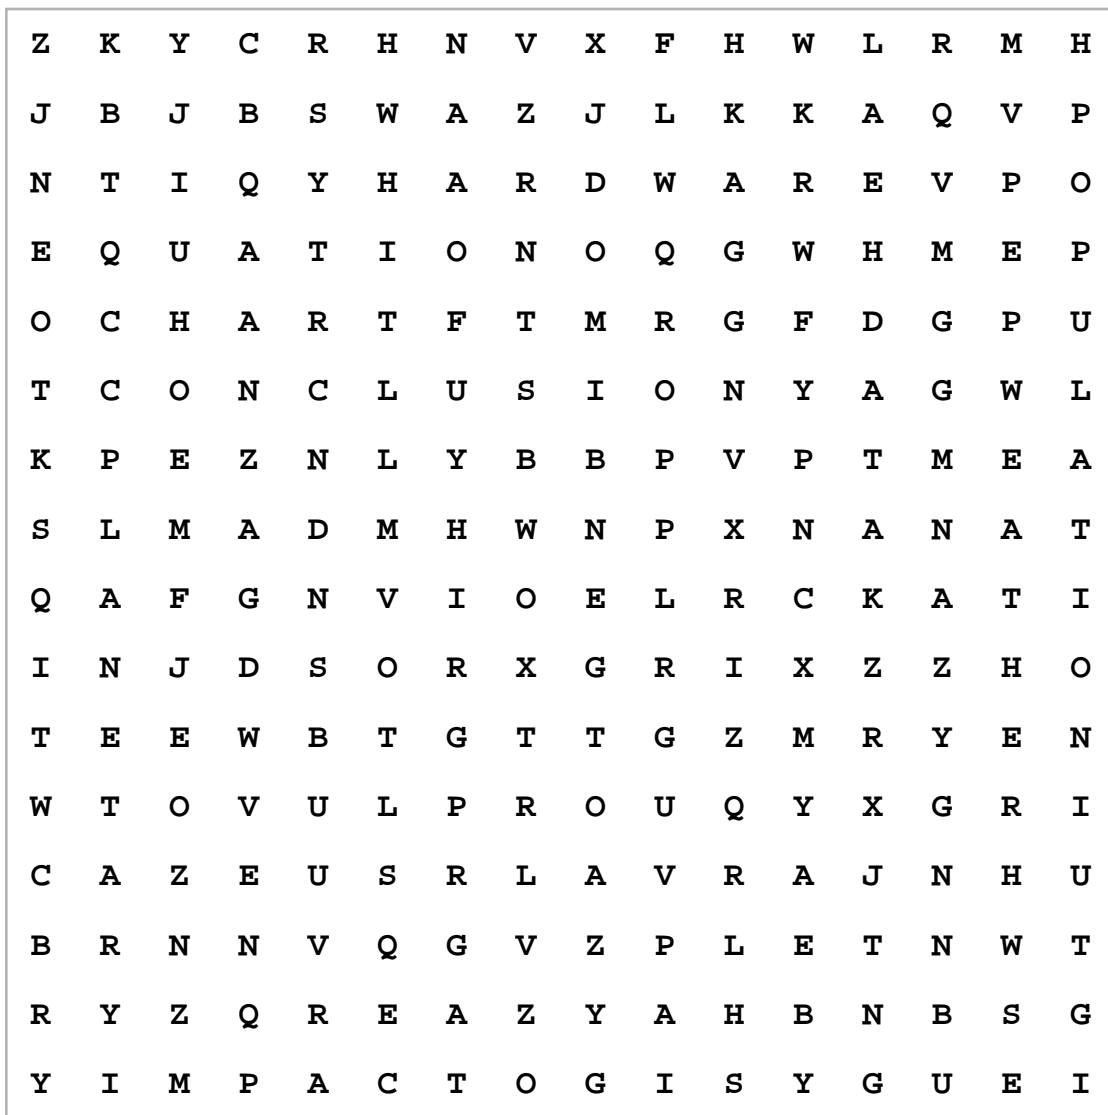 Z K Y C R H N V X F H W L R M H
J B J B S W A Z J L K K A Q V P
N T I Q Y H A R D W A R E V P O
E Q U A T I O N O Q G W H M E P
O C H A R T F T M R G F D G P U
T C O N C L U S I O N Y A G W L
K P E Z N L Y B B P V P T M E A
S L M A D M H W N P X N A N A T
Q A F G N V I O E L R C K A T I
I N J D S O R X G R I X Z Z H O
T E E W B T G T T G Z M R Y E N
W T O V U L P R O U Q Y X G R I
C A Z E U S R L A V R A J N H U
B R N N V Q G V Z P L E T N W T
R Y Z Q R E A Z Y A H B N B S G
Y I M P A C T O G I S Y G U E I